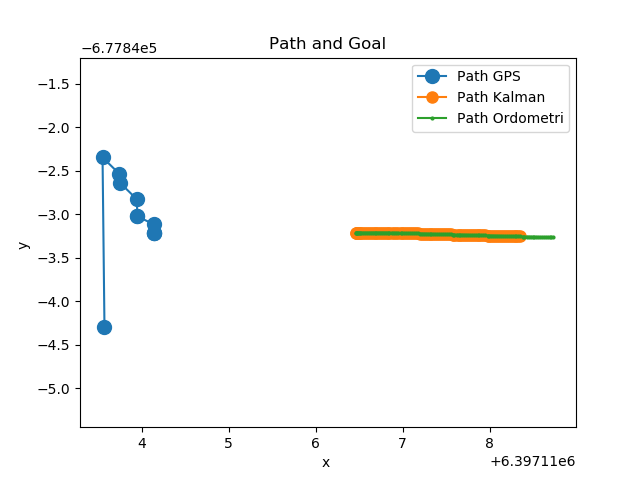 Path and Goal
−6.7784e5
Path GPS
Path Kalman
Path Ordometri
−1.5
−2.0
−2.5
−3.0
−3.5
−4.0
−4.5
−5.0
y
4 5 6 7 8
x
+6.39711e6